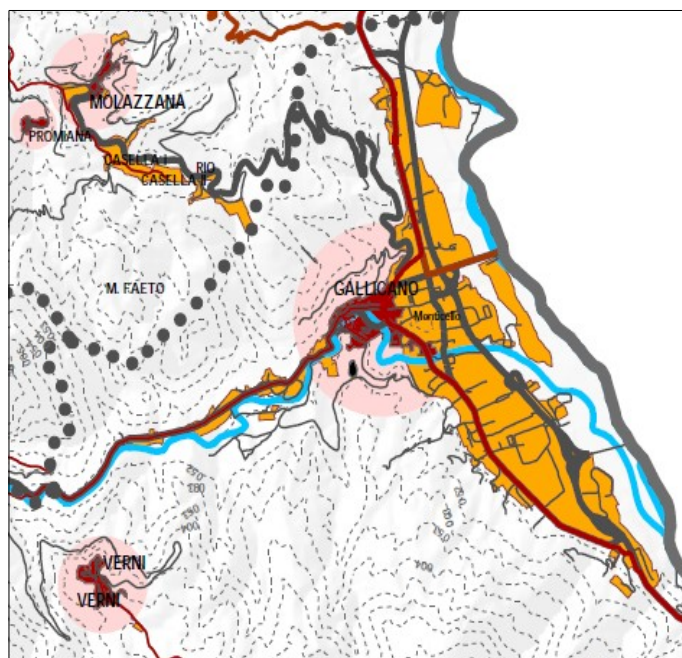 MOLAZZANA
PROMIANA
CASELLA I
RIO
CASELLA II
M. FAETO
GALLICANO
Monticello
VERNI
VERNI